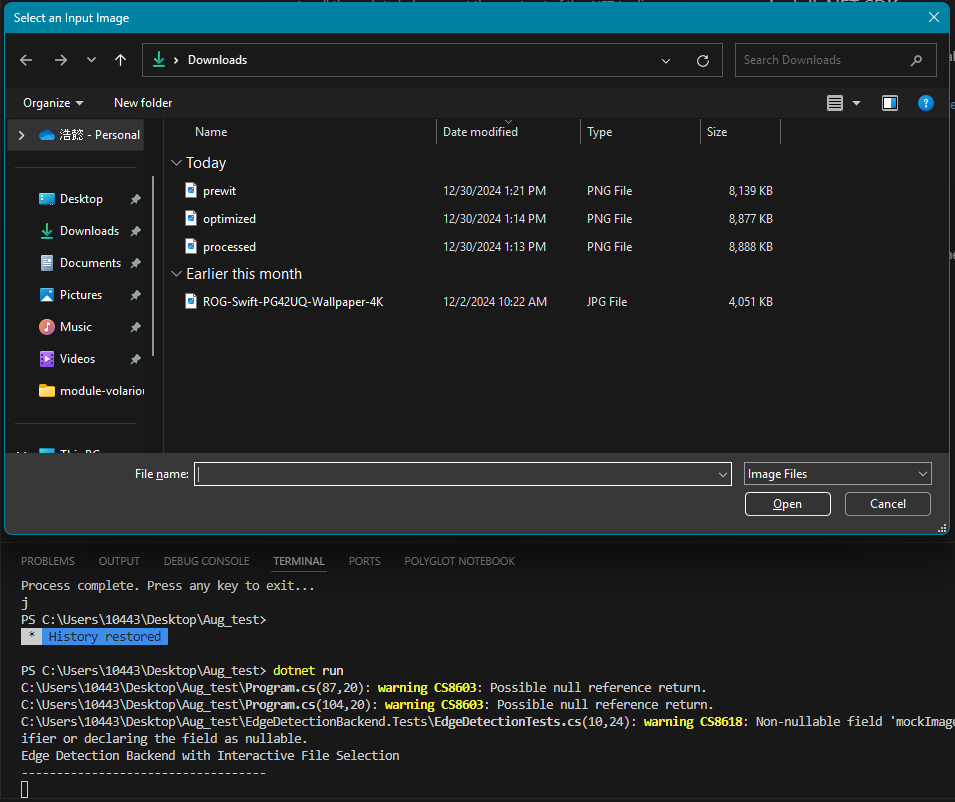 Select an Input Image
Downloads
Search Downloads
Organize
New folder
浩懿 - Personal
Desktop
Downloads
Documents
Pictures
Music
Videos
module-volariou
Name Date modified Type Size
Today
prewit 12/30/2024 1:21 PM PNG File 8,139 KB
optimized 12/30/2024 1:14 PM PNG File 8,877 KB
processed 12/30/2024 1:13 PM PNG File 8,888 KB
Earlier this month
ROG-Swift-PG42UQ-Wallpaper-4K 12/2/2024 10:22 AM JPG File 4,051 KB
File name:
Image Files
Open
Cancel
PROBLEMS OUTPUT DEBUG CONSOLE TERMINAL PORTS POLYGLOT NOTEBOOK
Process complete. Press any key to exit...
j
PS C:\Users\10443\Desktop\Aug_test>
* History restored
PS C:\Users\10443\Desktop\Aug_test> dotnet run
C:\Users\10443\Desktop\Aug_test\Program.cs(87,20): warning CS8603: Possible null reference return.
C:\Users\10443\Desktop\Aug_test\Program.cs(104,20): warning CS8603: Possible null reference return.
C:\Users\10443\Desktop\Aug_test\EdgeDetectionBackend.Tests\EdgeDetectionTests.cs(10,24): warning CS8618: Non-nullable field 'mockImage
ifier or declaring the field as nullable.
Edge Detection Backend with Interactive File Selection
-----------------------------------